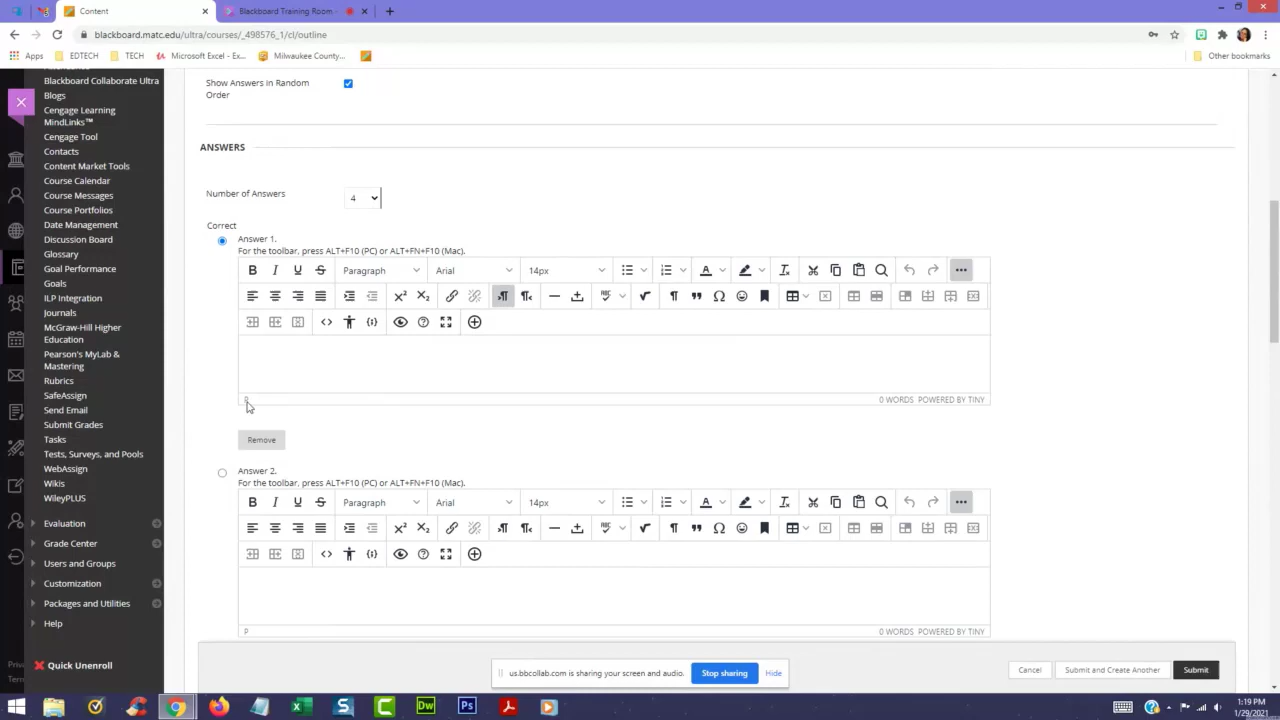 Content
Blackboard Training Room -
blackboard.matc.edu/ultra/courses/_498576_1/cl/outline
Apps
EDTECH
TECH
Microsoft Excel - Ex...
Milwaukee County...
Other bookmarks
Blackboard Collaborate Ultra
Blogs
Cengage Learning
MindLinks™
Cengage Tool
Contacts
Content Market Tools
Course Calendar
Course Messages
Course Portfolios
Date Management
Discussion Board
Glossary
Goal Performance
Goals
ILP Integration
Journals
McGraw-Hill Higher
Education
Pearson's MyLab &
Mastering
Rubrics
SafeAssign
Send Email
Submit Grades
Tasks
Tests, Surveys, and Pools
WebAssign
Wikis
WileyPLUS
Evaluation
Grade Center
Users and Groups
Customization
Packages and Utilities
Help
Quick Unenroll
Priva
Term
Show Answers in Random
Order
ANSWERS
Number of Answers
4
Correct
Answer 1.
For the toolbar, press ALT+F10 (PC) or ALT+FN+F10 (Mac).
Paragraph
Arial
14px
P
0 WORDS POWERED BY TINY
Remove
Answer 2.
For the toolbar, press ALT+F10 (PC) or ALT+FN+F10 (Mac).
Paragraph
Arial
14px
P
0 WORDS POWERED BY TINY
us.bbcollab.com is sharing your screen and audio.
Stop sharing
Hide
Cancel
Submit and Create Another
Submit
1:19 PM
1/29/2021